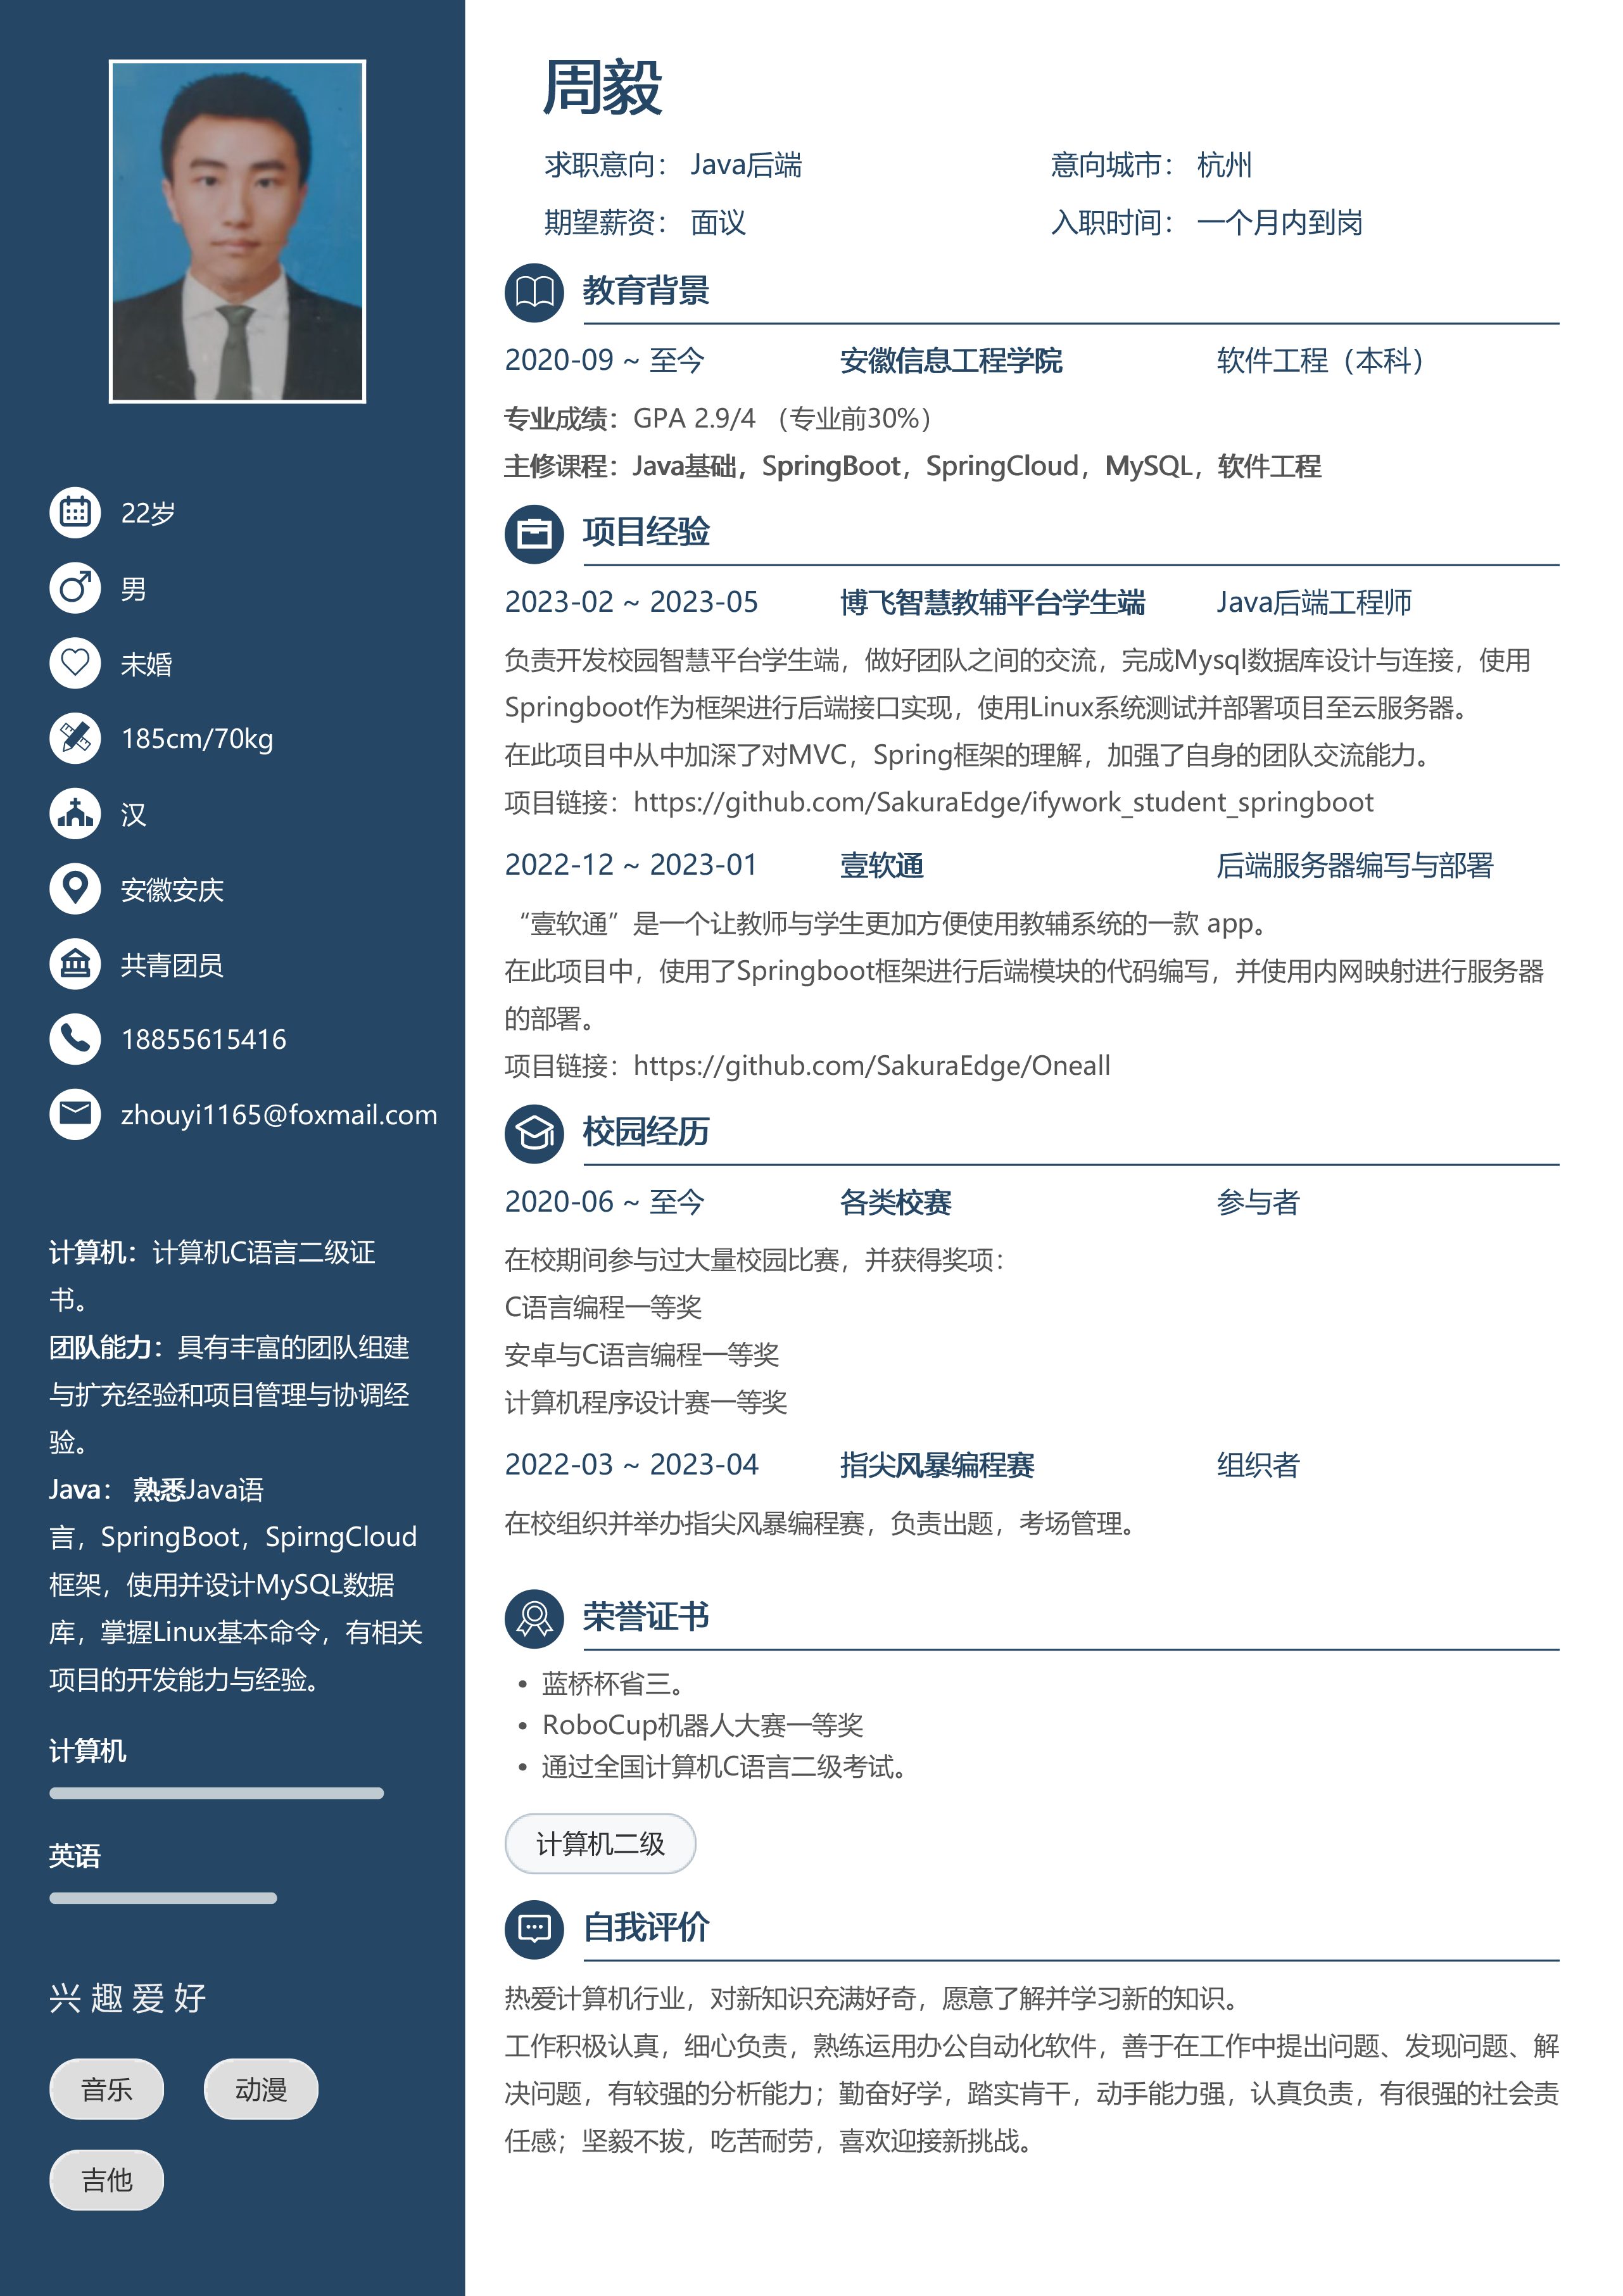 周毅
求职意向： Java后端
意向城市： 杭州
期望薪资： 面议
入职时间： 一个月内到岗
22岁
男
未婚
185cm/70kg
汉
安徽安庆
共青团员
18855615416
zhouyi1165@foxmail.com
计算机：计算机C语言二级证
书。
团队能力：具有丰富的团队组建
与扩充经验和项目管理与协调经
验。
Java： 熟悉Java语
言，SpringBoot，SpirngCloud
框架，使用并设计MySQL数据
库，掌握Linux基本命令，有相关
项目的开发能力与经验。
计算机
英语
兴趣爱好
音乐 动漫
吉他
教育背景
2020-09 ~ 至今 安徽信息工程学院 软件工程（本科）
专业成绩：GPA 2.9/4 （专业前30%）
主修课程：Java基础，SpringBoot，SpringCloud，MySQL，软件工程
项目经验
2023-02 ~ 2023-05 博飞智慧教辅平台学生端 Java后端工程师
负责开发校园智慧平台学生端，做好团队之间的交流，完成Mysql数据库设计与连接，使用
Springboot作为框架进行后端接口实现，使用Linux系统测试并部署项目至云服务器。
在此项目中从中加深了对MVC，Spring框架的理解，加强了自身的团队交流能力。
项目链接：https://github.com/SakuraEdge/ifywork_student_springboot
2022-12 ~ 2023-01 壹软通 后端服务器编写与部署
“壹软通”是一个让教师与学生更加方便使用教辅系统的一款 app。
在此项目中，使用了Springboot框架进行后端模块的代码编写，并使用内网映射进行服务器
的部署。
项目链接：https://github.com/SakuraEdge/Oneall
校园经历
2020-06 ~ 至今 各类校赛 参与者
在校期间参与过大量校园比赛，并获得奖项：
C语言编程一等奖
安卓与C语言编程一等奖
计算机程序设计赛一等奖
2022-03 ~ 2023-04 指尖风暴编程赛 组织者
在校组织并举办指尖风暴编程赛，负责出题，考场管理。
荣誉证书
• 蓝桥杯省三。
• RoboCup机器人大赛一等奖
• 通过全国计算机C语言二级考试。
计算机二级
自我评价
热爱计算机行业，对新知识充满好奇，愿意了解并学习新的知识。
工作积极认真，细心负责，熟练运用办公自动化软件，善于在工作中提出问题、发现问题、解
决问题，有较强的分析能力；勤奋好学，踏实肯干，动手能力强，认真负责，有很强的社会责
任感；坚毅不拔，吃苦耐劳，喜欢迎接新挑战。